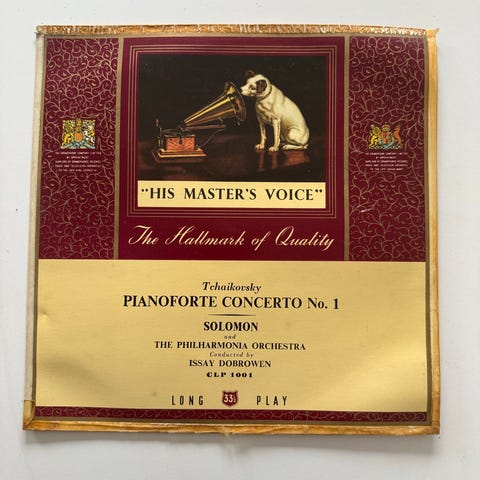 "HIS MASTER'S VOICE"
The Hallmark of Quality
Tchaikovsky
PIANOFORTE CONCERTO No. 1
SOLOMON
and
THE PHILHARMONIA ORCHESTRA
Conducted by
ISSAY DOBROWEN
CLP 1001
LONG 33⅓ PLAY